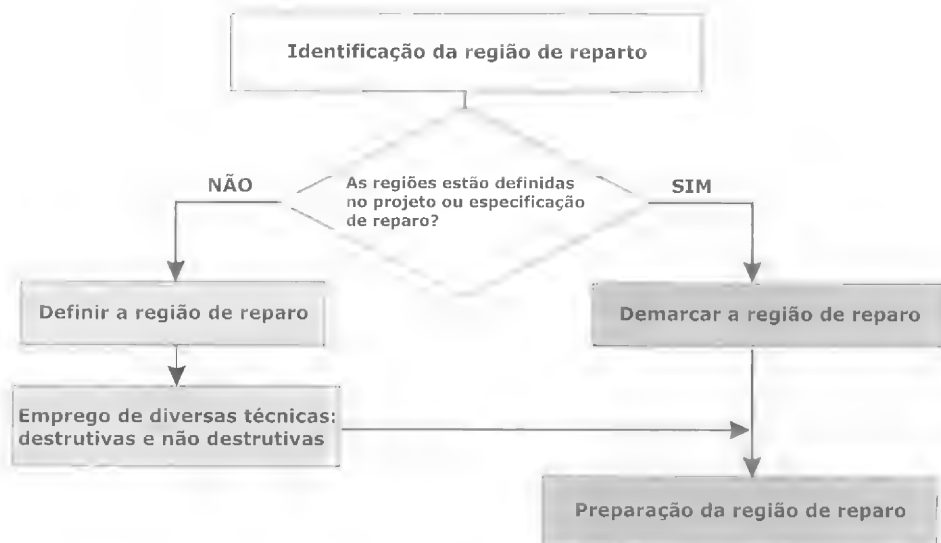 Identificação da região de reparto
As regiões estão definidas
no projeto ou especificação
de reparo?
NÃO
SIM
Definir a região de reparo
Demarcar a região de reparo
Emprego de diversas técnicas:
destrutivas e não destrutivas
Preparação da região de reparo